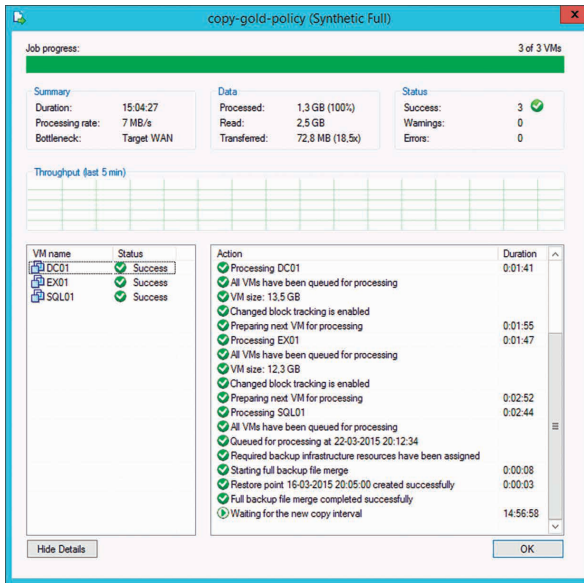 copy-gold-policy (Synthetic Full)
Job progress: 3 of 3 VMs
Summary
Duration: 15:04:27
Processing rate: 7 MB/s
Bottleneck: Target WAN
Data
Processed: 1,3 GB (100%)
Read: 2,5 GB
Transferred: 72,8 MB (18,5x)
Status
Success: 3
Warnings: 0
Errors: 0
Throughput (last 5 min)
VM name Status
DC01 Success
EX01 Success
SQL01 Success
Action Duration
Processing DC01 0:01:41
All VMs have been queued for processing
VM size: 13,5 GB
Changed block tracking is enabled
Preparing next VM for processing 0:01:55
Processing EX01 0:01:47
All VMs have been queued for processing
VM size: 12,3 GB
Changed block tracking is enabled
Preparing next VM for processing 0:02:52
Processing SQL01 0:02:44
All VMs have been queued for processing
Queued for processing at 22-03-2015 20:12:34
Required backup infrastructure resources have been assigned
Starting full backup file merge 0:00:08
Restore point 16-03-2015 20:05:00 created successfully 0:00:03
Full backup file merge completed successfully
Waiting for the new copy interval 14:56:58
Hide Details
OK